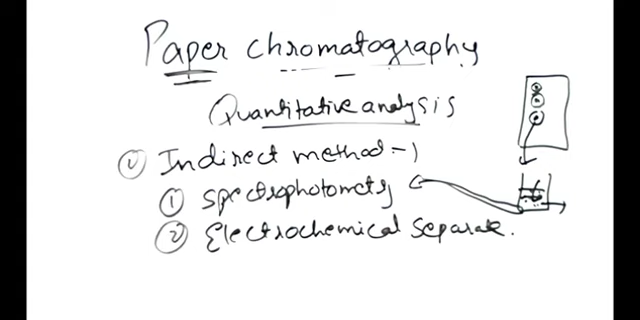 Paper chromatography
Quantitative analysis
① Indirect method -1
① Spectrophotometry
② Electrochemical separate.